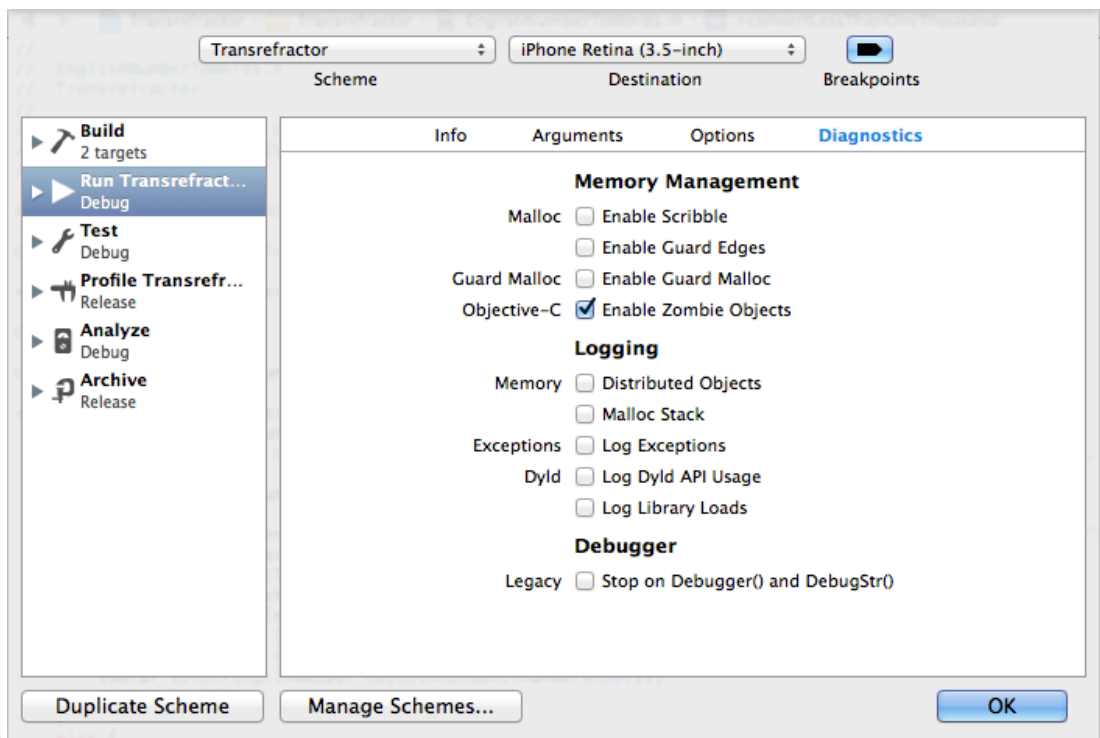 Transrefractor
iPhone Retina (3.5-inch)
Scheme
Destination
Breakpoints
// EnglishNumberToWords.m
// Transrefractor
Build
2 targets
Run Transrefract...
Debug
Test
Debug
Profile Transrefr...
Release
Analyze
Debug
Archive
Release
Info Arguments Options Diagnostics
Memory Management
Malloc Enable Scribble
Enable Guard Edges
Guard Malloc Enable Guard Malloc
Objective-C Enable Zombie Objects
Logging
Memory Distributed Objects
Malloc Stack
Exceptions Log Exceptions
Dyld Log Dyld API Usage
Log Library Loads
Debugger
Legacy Stop on Debugger() and DebugStr()
Duplicate Scheme
Manage Schemes...
OK